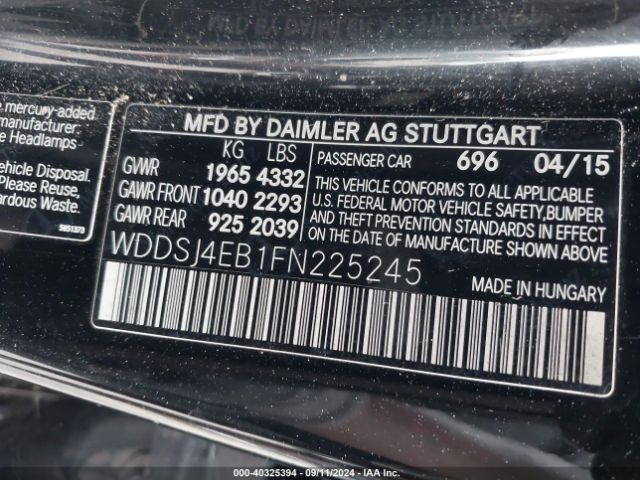 e mercury-added
manufacturer:
e Headlamps
ehicle Disposal.
Please Reuse,
ardous Waste.
5851373
MFD BY DAIMLER AG STUTTGART
KG LBS
GVWR 1965 4332
GAWR FRONT 1040 2293
GAWR REAR 925 2039
PASSENGER CAR 696 04/15
THIS VEHICLE CONFORMS TO ALL APPLICABLE
U.S. FEDERAL MOTOR VEHICLE SAFETY, BUMPER
AND THEFT PREVENTION STANDARDS IN EFFECT
ON DATE OF MANUFACTURE SHOWN ABOVE
WDDSJ4EB1FN225245
MADE IN HUNGARY
000-40325394 - 09/11/2024 - IAA Inc.